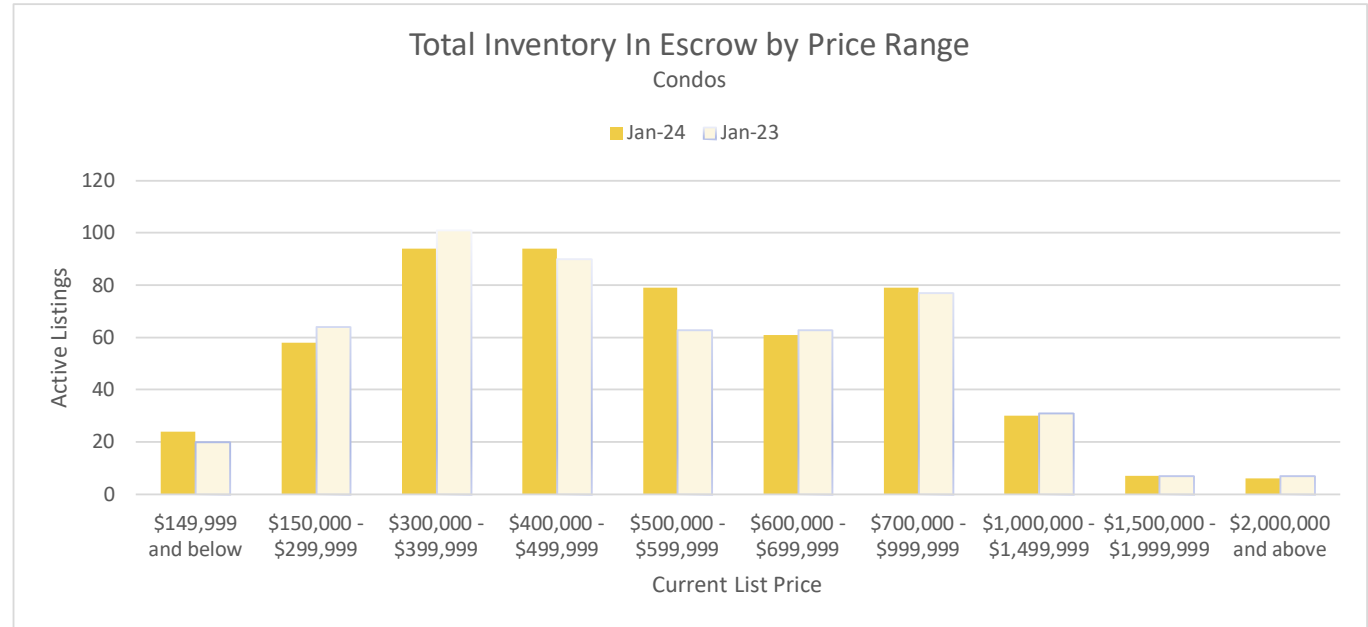 Total Inventory In Escrow by Price Range
Condos
Jan-24 Jan-23
120
100
80
60
40
20
0
Active Listings
$149,999 $150,000 - $300,000 - $400,000 - $500,000 - $600,000 - $700,000 - $1,000,000 - $1,500,000 - $2,000,000
and below $299,999 $399,999 $499,999 $599,999 $699,999 $999,999 $1,499,999 $1,999,999 and above
Current List Price